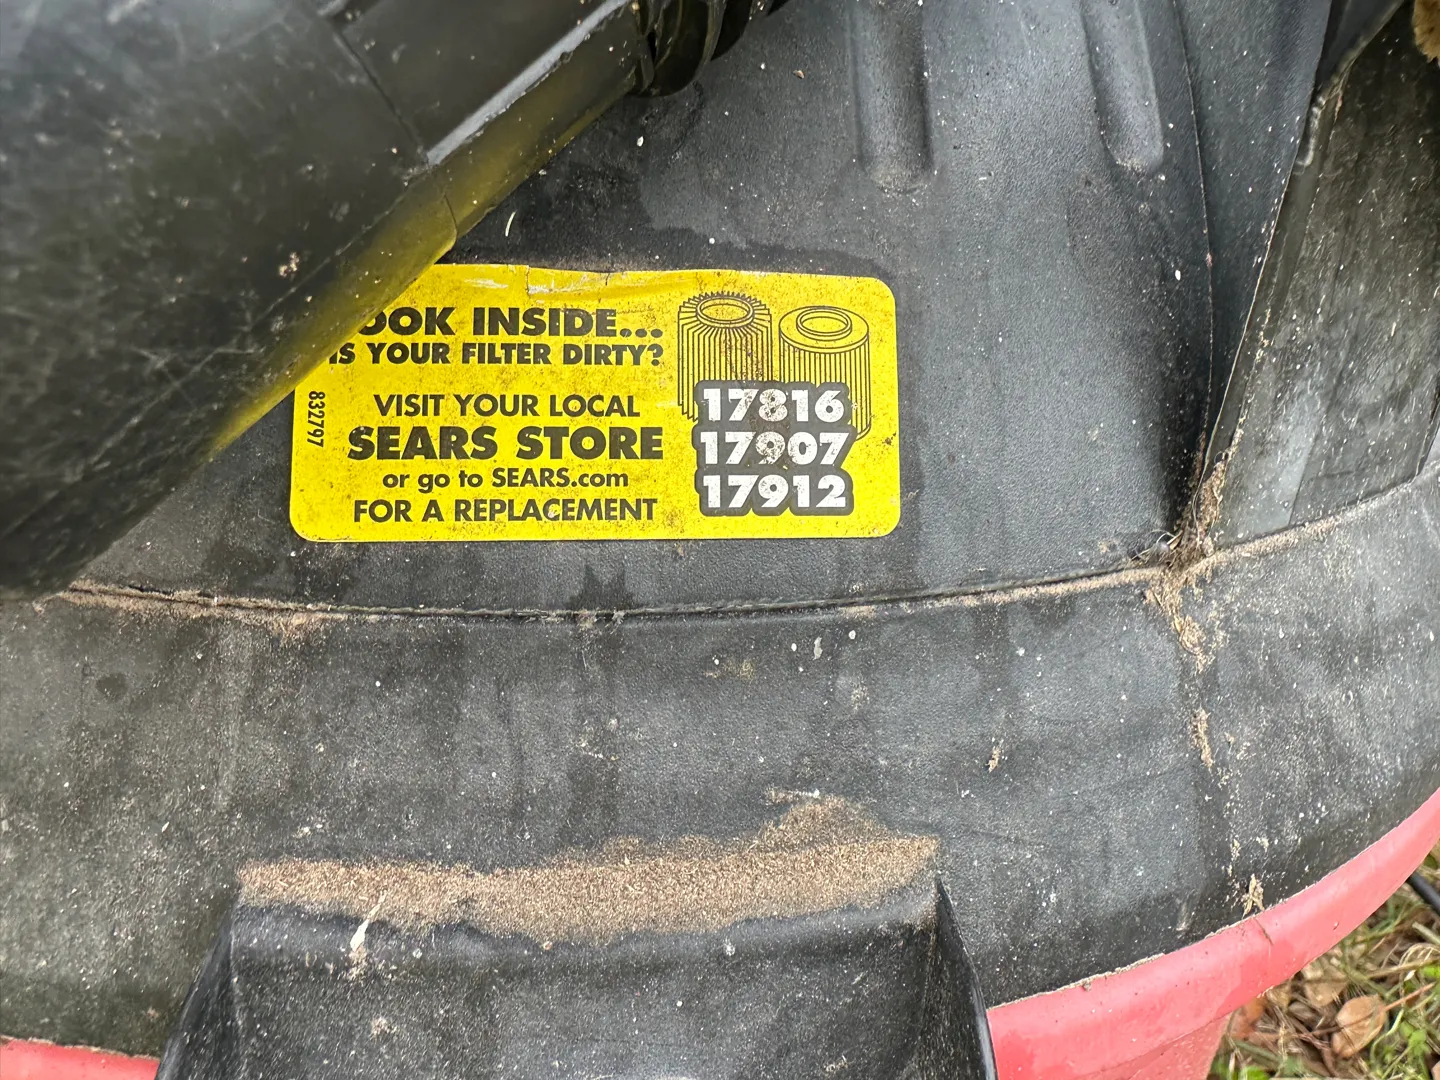 OOK INSIDE...
IS YOUR FILTER DIRTY?
832797
VISIT YOUR LOCAL
SEARS STORE
or go to SEARS.com
FOR A REPLACEMENT
17816
17907
17912